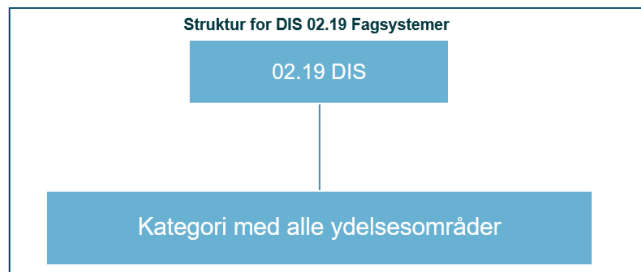 Struktur for DIS 02.19 Fagsystemer
02.19 DIS
Kategori med alle ydelsesområder